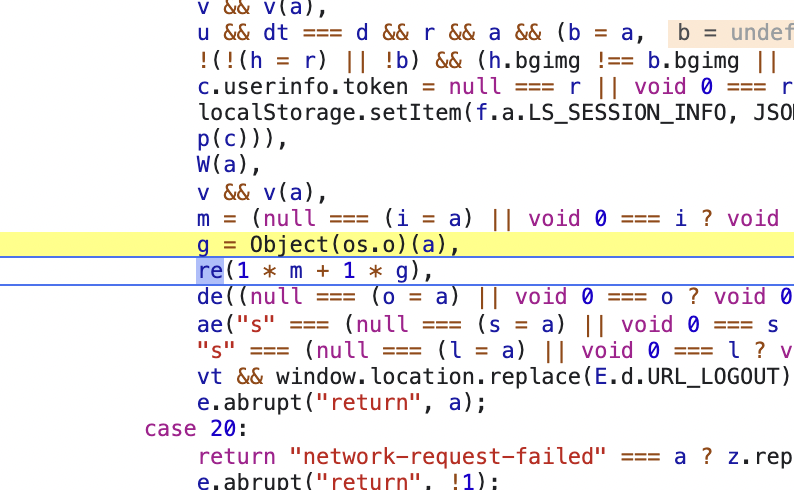 v && v(a),
u && dt === d && r && a && (b = a, b = undef
!(!(h = r) || !b) && (h.bgimg !== b.bgimg ||
c.userinfo.token = null === r || void 0 === r
localStorage.setItem(f.a.LS_SESSION_INFO, JSON
p(c))),
W(a),
v && v(a),
m = (null === (i = a) || void 0 === i ? void
g = Object(os.o)(a),
re(1 * m + 1 * g),
de((null === (o = a) || void 0 === o ? void 0
ae("s" === (null === (s = a) || void 0 === s
"s" === (null === (l = a) || void 0 === l ? v
vt && window.location.replace(E.d.URL_LOGOUT)
e.abrupt("return", a);
case 20:
return "network-request-failed" === a ? z.rep
e.abrupt("return", !1);